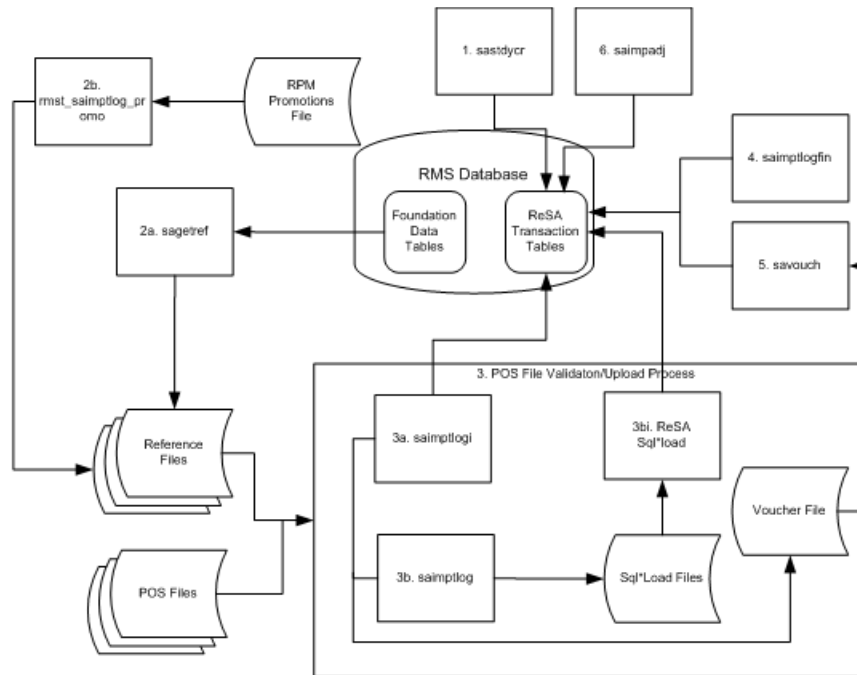 1. sastdycr
6. saimpadj
2b.
rmst_saimptlog_pr
omo
RPM
Promotions
File
4. saimptlogfin
RMS Database
Foundation
Data
Tables
ReSA
Transaction
Tables
2a. sagetref
5. savouch
3. POS File Validaton/Upload Process
3a. saimptlogi
3bi. ReSA
Sql*load
Reference
Files
Voucher File
3b. saimptlog
Sql*Load Files
POS Files